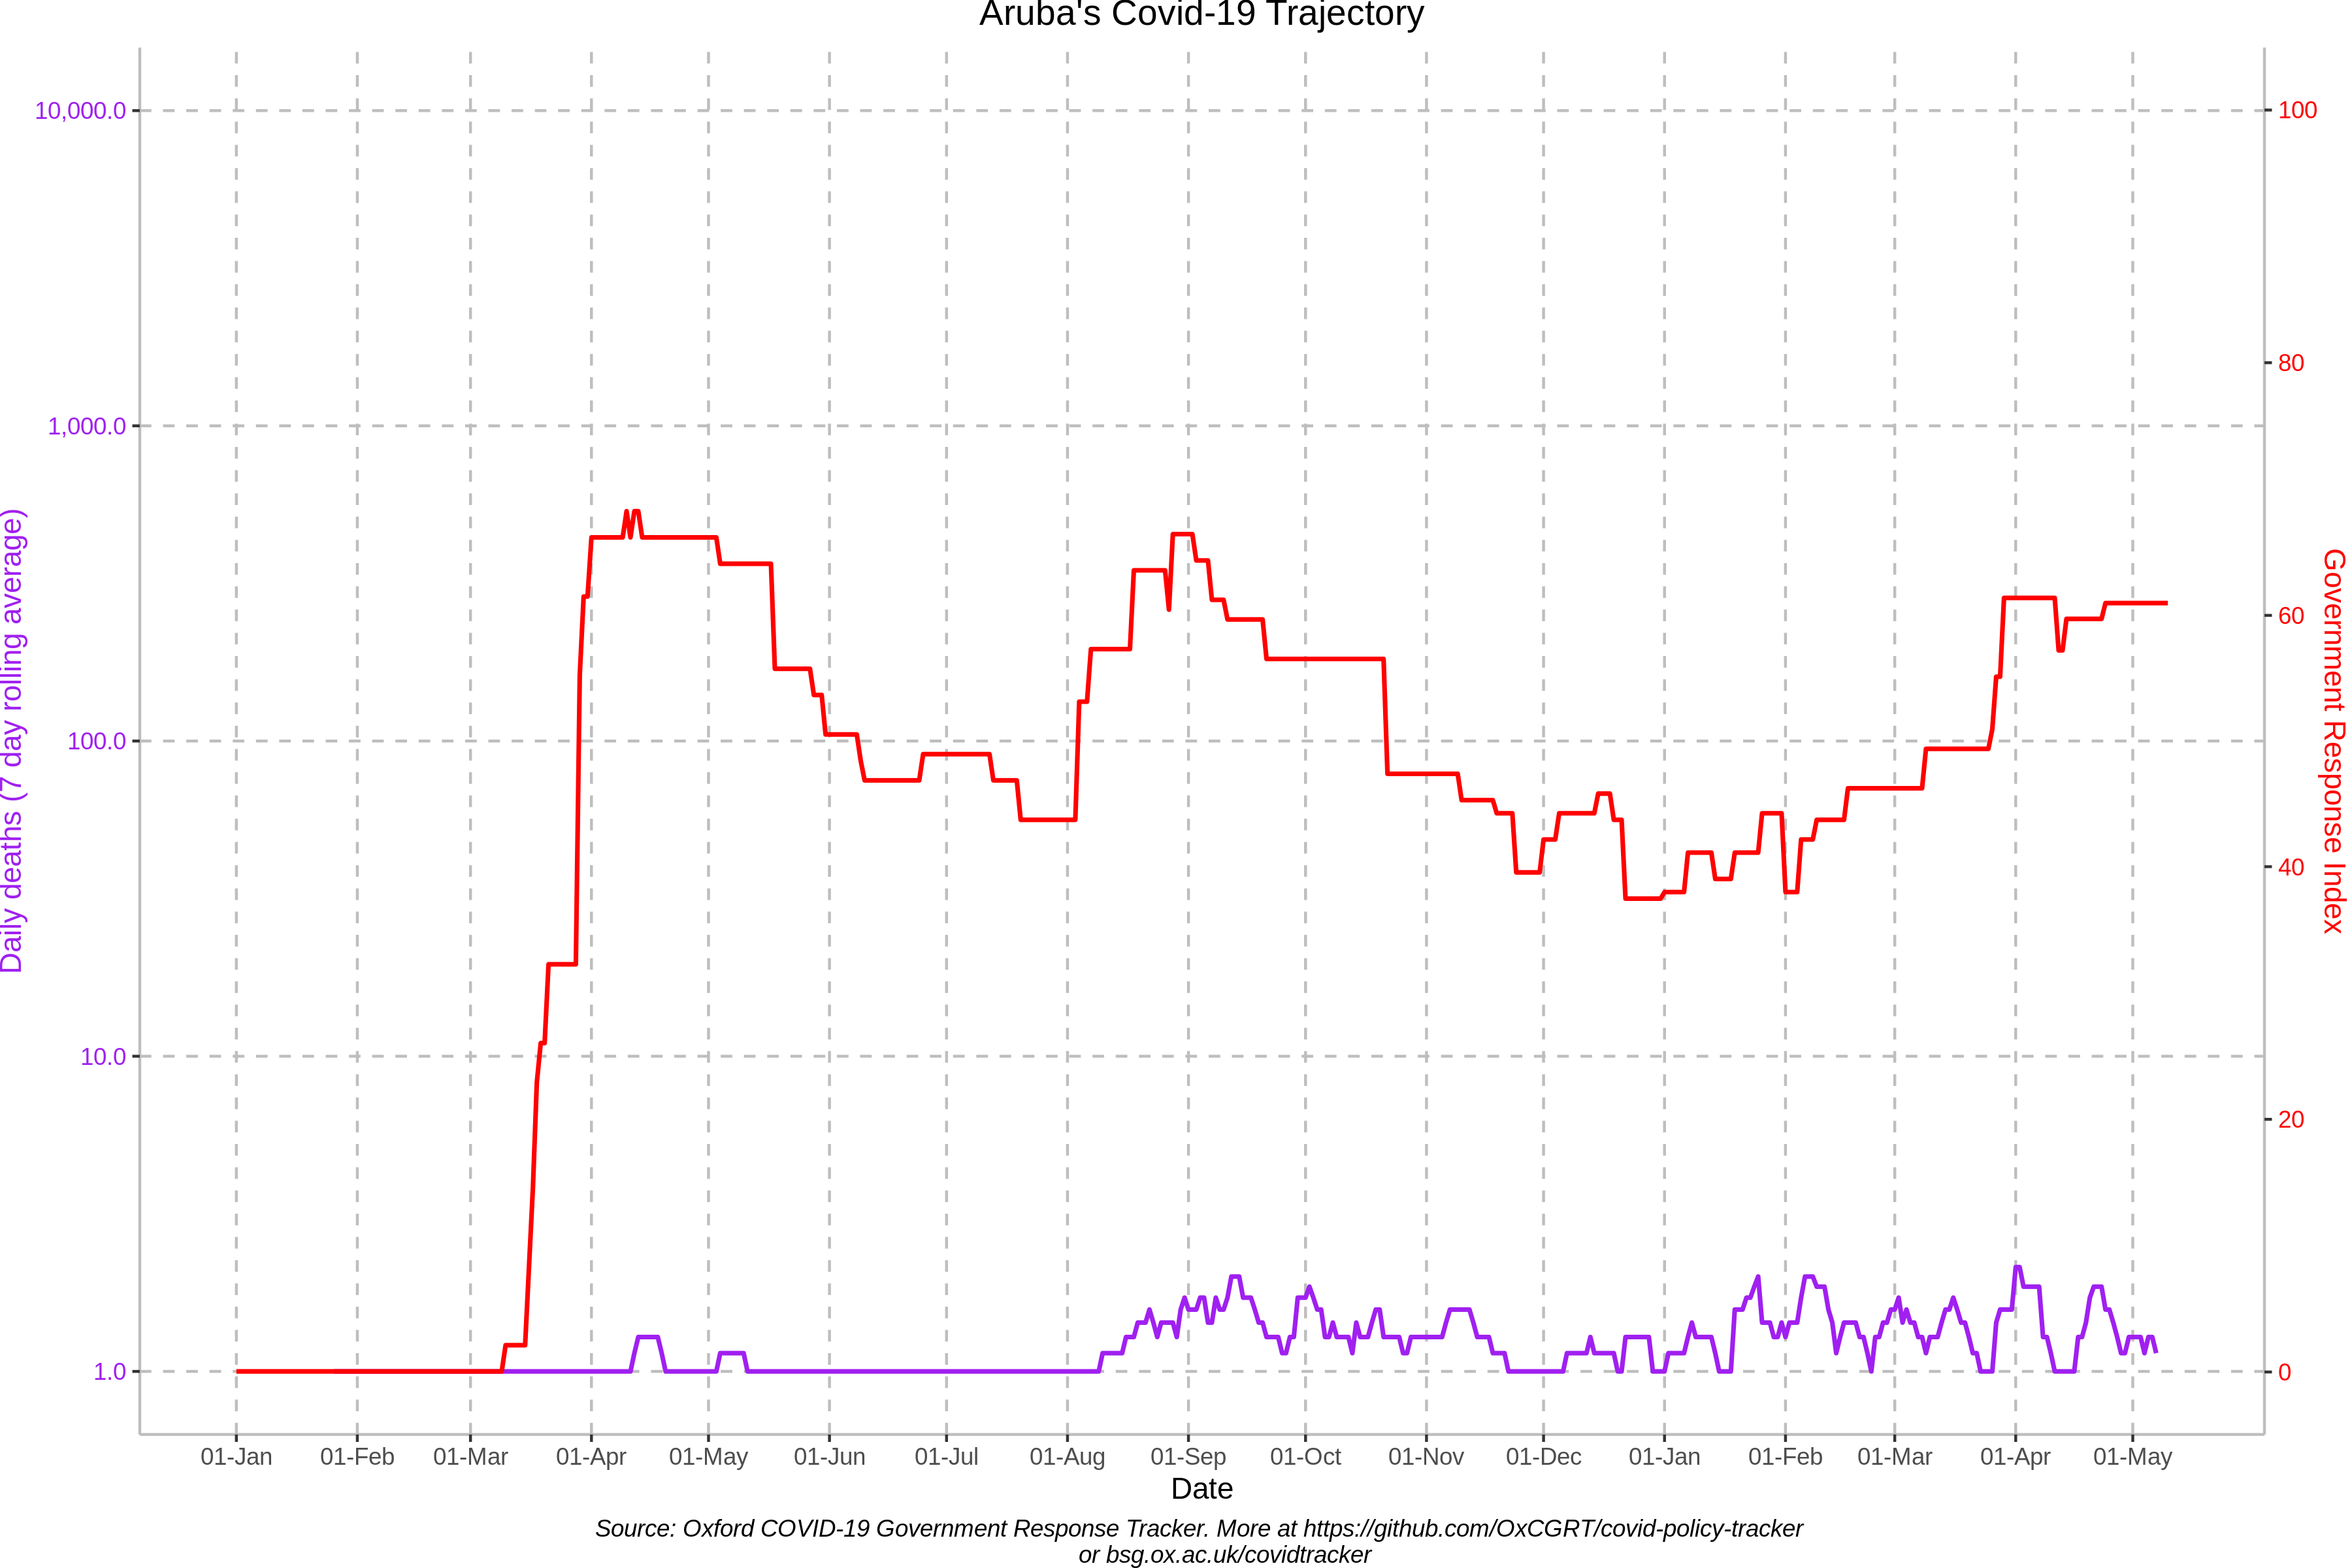 Aruba's Covid-19 Trajectory
10,000.0
1,000.0
100.0
10.0
1.0
Daily deaths (7 day rolling average)
100
80
60
40
20
0
Government Response Index
01-Jan 01-Feb 01-Mar 01-Apr 01-May 01-Jun 01-Jul 01-Aug 01-Sep 01-Oct 01-Nov 01-Dec 01-Jan 01-Feb 01-Mar 01-Apr 01-May
Date
Source: Oxford COVID-19 Government Response Tracker. More at https://github.com/OxCGRT/covid-policy-tracker
or bsg.ox.ac.uk/covidtracker